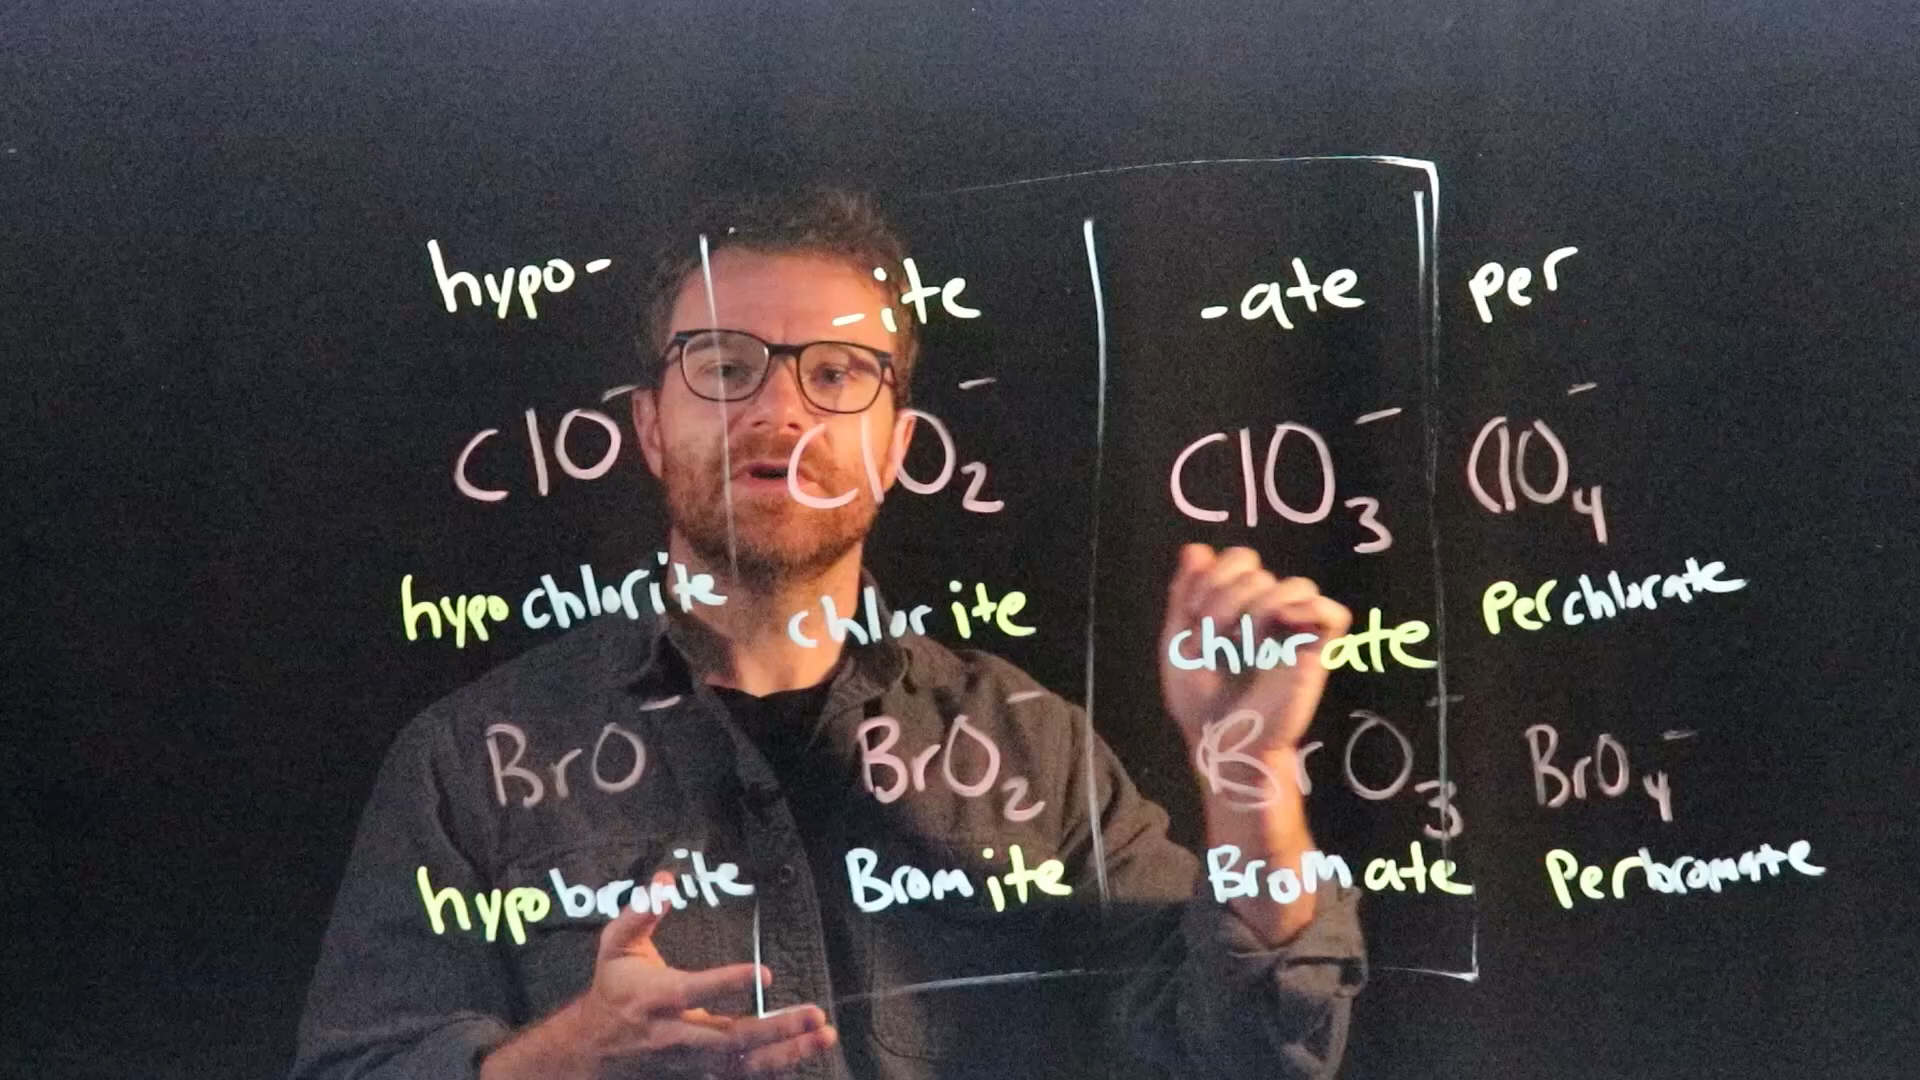 hypo- -ite -ate per
ClO⁻ ClO₂⁻ ClO₃⁻ ClO₄⁻
hypochlorite chlorite chlorate Perchlorate
BrO⁻ BrO₂⁻ BrO₃⁻ BrO₄⁻
hypobromite Bromite Bromate Perbromate